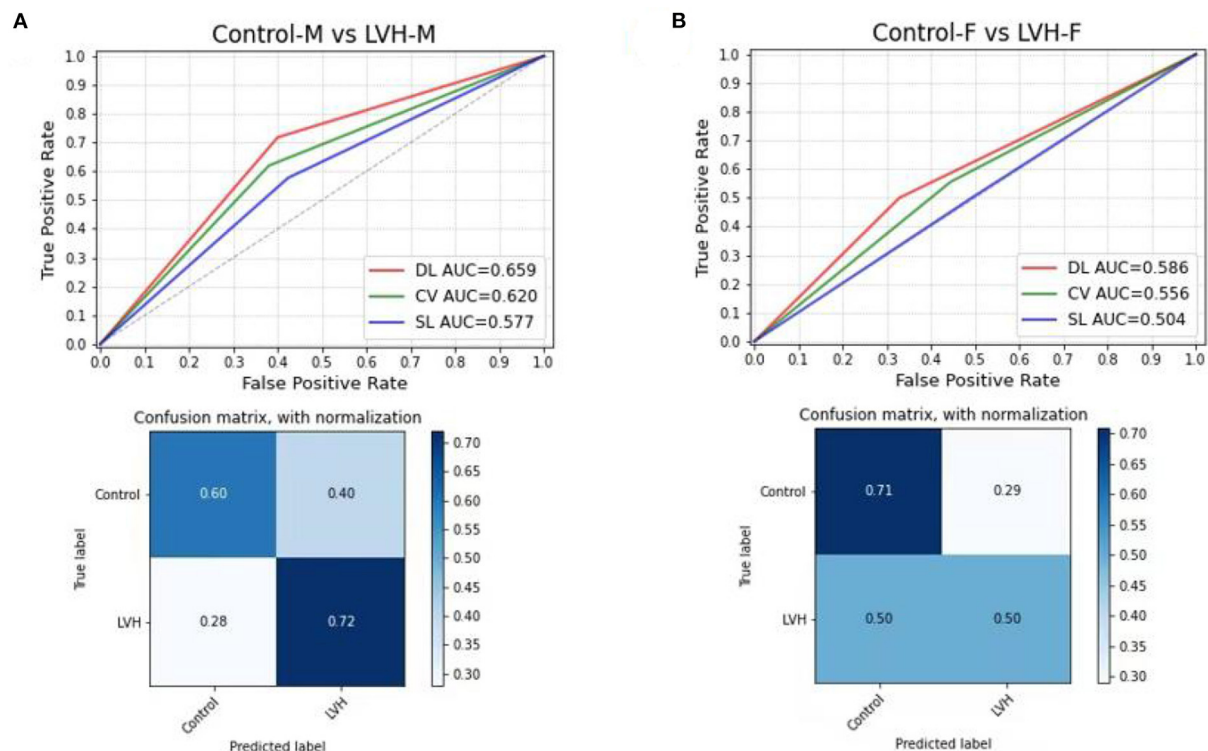 A
Control-M vs LVH-M
True Positive Rate
1.0
0.9
0.8
0.7
0.6
0.5
0.4
0.3
0.2
0.1
0.0
DL AUC=0.659
CV AUC=0.620
SL AUC=0.577
0.0 0.1 0.2 0.3 0.4 0.5 0.6 0.7 0.8 0.9 1.0
False Positive Rate
Confusion matrix, with normalization
True label
Control
LVH
0.60 0.40
0.28 0.72
0.70
0.65
0.60
0.55
0.50
0.45
0.40
0.35
0.30
Control LVH
Predicted label
B
Control-F vs LVH-F
True Positive Rate
1.0
0.9
0.8
0.7
0.6
0.5
0.4
0.3
0.2
0.1
0.0
DL AUC=0.586
CV AUC=0.556
SL AUC=0.504
0.0 0.1 0.2 0.3 0.4 0.5 0.6 0.7 0.8 0.9 1.0
False Positive Rate
Confusion matrix, with normalization
True label
Control
LVH
0.71 0.29
0.50 0.50
0.70
0.65
0.60
0.55
0.50
0.45
0.40
0.35
0.30
Control LVH
Predicted label